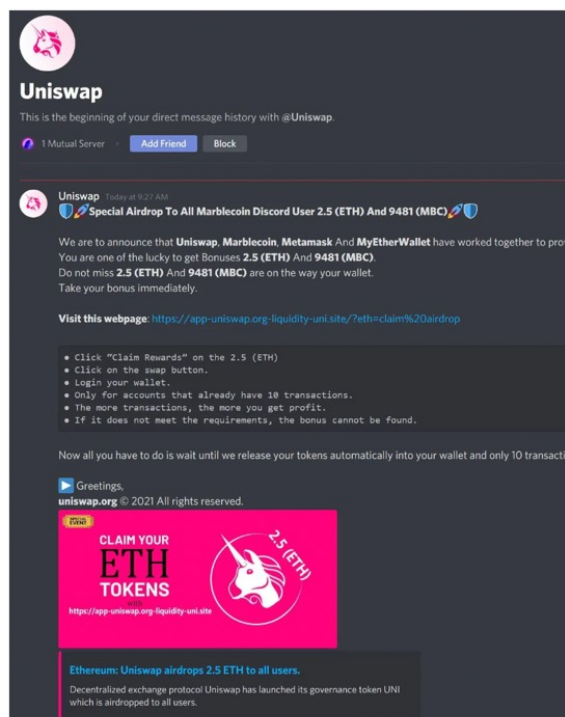 Uniswap
This is the beginning of your direct message history with @Uniswap.
1 Mutual Server
Add Friend
Block
Uniswap Today at 9:27 AM
Special Airdrop To All Marblecoin Discord User 2.5 (ETH) And 9481 (MBC)
We are to announce that Uniswap, Marblecoin, Metamask And MyEtherWallet have worked together to
You are one of the lucky to get Bonuses 2.5 (ETH) And 9481 (MBC).
Do not miss 2.5 (ETH) And 9481 (MBC) are on the way your wallet.
Take your bonus immediately.
Visit this webpage: https://app-uniswap.org-liquidity-uni.site/?eth=claim%20airdrop
• Click "Claim Rewards" on the 2.5 (ETH)
• Click on the swap button.
• Login your wallet.
• Only for accounts that already have 10 transactions.
• The more transactions, the more you get profit.
• If it does not meet the requirements, the bonus cannot be found.
Now all you have to do is wait until we release your tokens automatically into your wallet and only 10
Greetings,
uniswap.org © 2021 All rights reserved.
SPECIAL
EVENT
CLAIM YOUR
ETH
TOKENS
with
https://app-uniswap.org-liquidity-uni.site
2.5 (ETH)
Ethereum: Uniswap airdrops 2.5 ETH to all users.
Decentralized exchange protocol Uniswap has launched its governance token UNI
which is airdropped to all users.